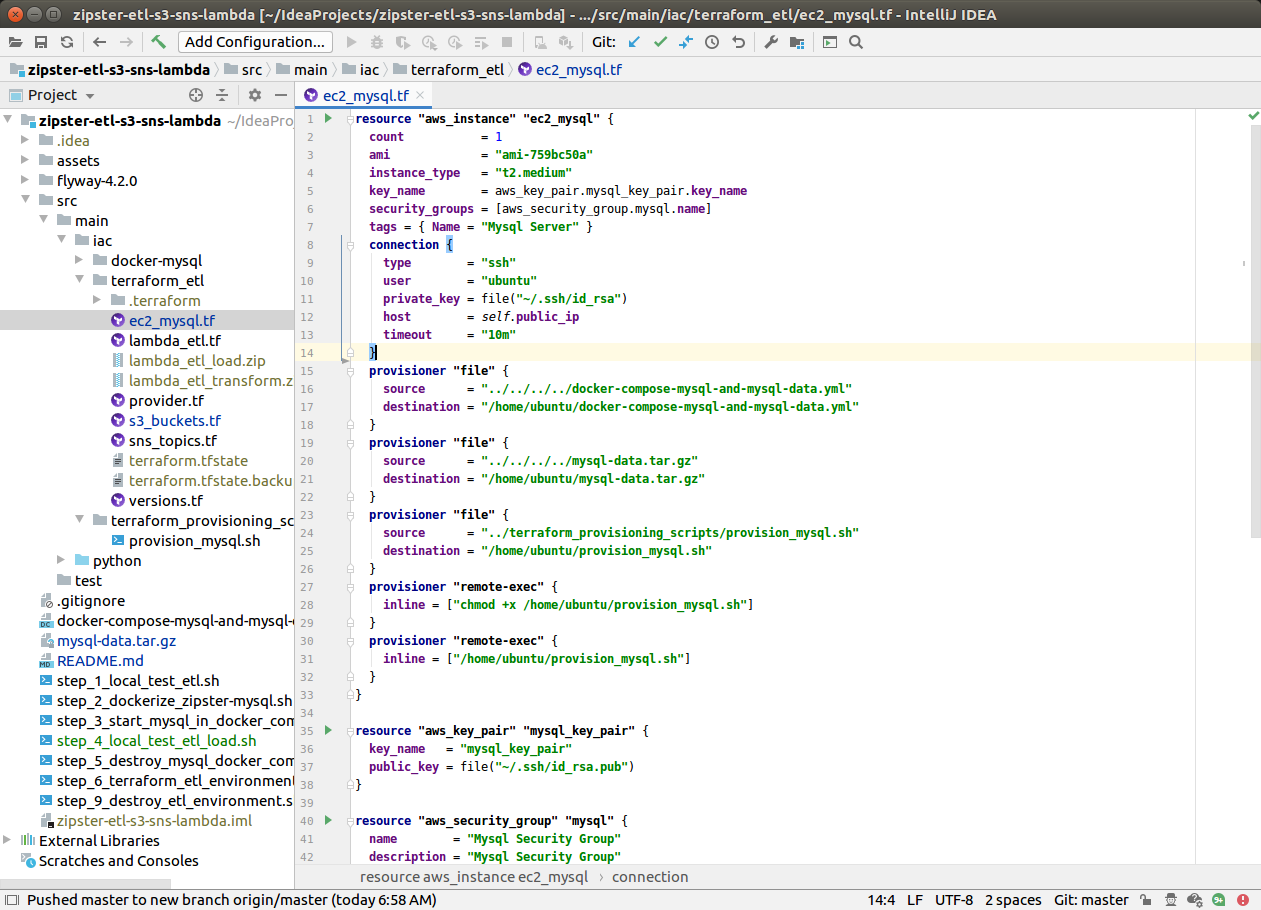 zipster-etl-s3-sns-lambda [~/IdeaProjects/zipster-etl-s3-sns-lambda] - .../src/main/iac/terraform_etl/ec2_mysql.tf - IntelliJ IDEA
Add Configuration... Git:
zipster-etl-s3-sns-lambda src main iac terraform_etl ec2_mysql.tf
Project
zipster-etl-s3-sns-lambda ~/IdeaProj
.idea
assets
flyway-4.2.0
src
main
iac
docker-mysql
terraform_etl
.terraform
ec2_mysql.tf
lambda_etl.tf
lambda_etl_load.zip
lambda_etl_transform.z
provider.tf
s3_buckets.tf
sns_topics.tf
terraform.tfstate
terraform.tfstate.backu
versions.tf
terraform_provisioning_sc
provision_mysql.sh
python
test
.gitignore
docker-compose-mysql-and-mysql-
mysql-data.tar.gz
README.md
step_1_local_test_etl.sh
step_2_dockerize_zipster-mysql.sh
step_3_start_mysql_in_docker_com
step_4_local_test_etl_load.sh
step_5_destroy_mysql_docker_com
step_6_terraform_etl_environment
step_9_destroy_etl_environment.s
zipster-etl-s3-sns-lambda.iml
External Libraries
Scratches and Consoles
ec2_mysql.tf
1 resource "aws_instance" "ec2_mysql" {
2 count = 1
3 ami = "ami-759bc50a"
4 instance_type = "t2.medium"
5 key_name = aws_key_pair.mysql_key_pair.key_name
6 security_groups = [aws_security_group.mysql.name]
7 tags = { Name = "Mysql Server" }
8 connection {
9 type = "ssh"
10 user = "ubuntu"
11 private_key = file("~/.ssh/id_rsa")
12 host = self.public_ip
13 timeout = "10m"
14 }
15 provisioner "file" {
16 source = "../../../../docker-compose-mysql-and-mysql-data.yml"
17 destination = "/home/ubuntu/docker-compose-mysql-and-mysql-data.yml"
18 }
19 provisioner "file" {
20 source = "../../../../mysql-data.tar.gz"
21 destination = "/home/ubuntu/mysql-data.tar.gz"
22 }
23 provisioner "file" {
24 source = "../terraform_provisioning_scripts/provision_mysql.sh"
25 destination = "/home/ubuntu/provision_mysql.sh"
26 }
27 provisioner "remote-exec" {
28 inline = ["chmod +x /home/ubuntu/provision_mysql.sh"]
29 }
30 provisioner "remote-exec" {
31 inline = ["/home/ubuntu/provision_mysql.sh"]
32 }
33 }
34
35 resource "aws_key_pair" "mysql_key_pair" {
36 key_name = "mysql_key_pair"
37 public_key = file("~/.ssh/id_rsa.pub")
38 }
39
40 resource "aws_security_group" "mysql" {
41 name = "Mysql Security Group"
42 description = "Mysql Security Group"
resource aws_instance ec2_mysql › connection
Pushed master to new branch origin/master (today 6:58 AM) 14:4 LF UTF-8 2 spaces Git: master 9+